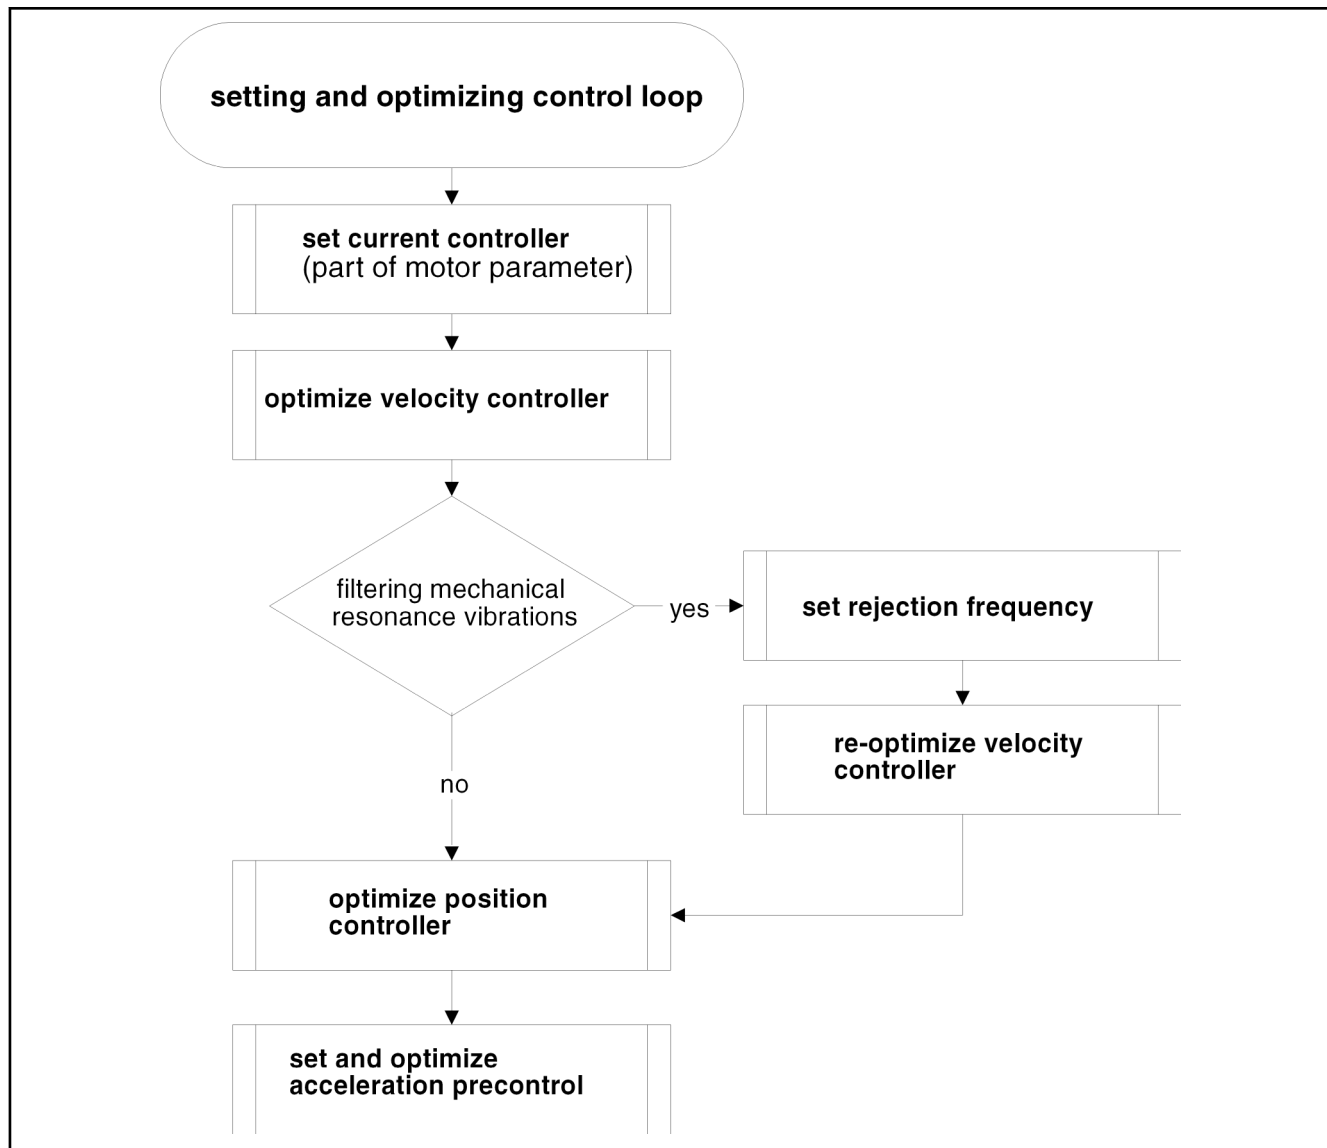 setting and optimizing control loop
set current controller
(part of motor parameter)
optimize velocity controller
filtering mechanical
resonance vibrations
yes
set rejection frequency
re-optimize velocity
controller
no
optimize position
controller
set and optimize
acceleration precontrol